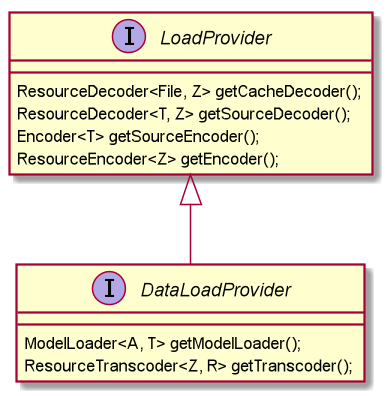 I LoadProvider
ResourceDecoder<File, Z> getCacheDecoder();
ResourceDecoder<T, Z> getSourceDecoder();
Encoder<T> getSourceEncoder();
ResourceEncoder<Z> getEncoder();
I DataLoadProvider
ModelLoader<A, T> getModelLoader();
ResourceTranscoder<Z, R> getTranscoder();